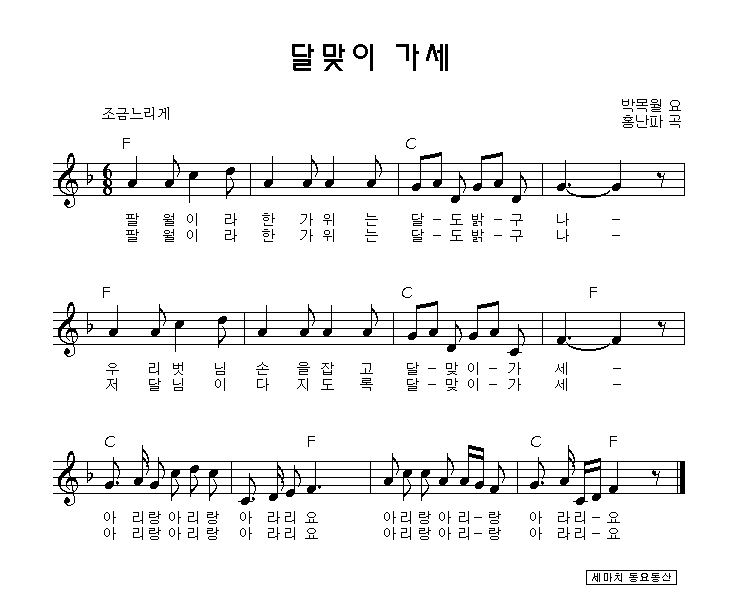 달맞이 가세
조금느리게
박목월 요
홍난파 곡
F C
팔 월이 라 한 가위 는 달-도밝-구 나 -
팔 월이 라 한 가위 는 달-도밝-구 나 -
F C F
우 리벗 님 손 을잡 고 달-맞이-가 세 -
저 달님 이 다 지도 록 달-맞이-가 세 -
C F C F
아 리랑아리랑 아 라리요 아리랑아리-랑 아 라리-요
아 리랑아리랑 아 라리요 아리랑아리-랑 아 라리-요
세마치 동요동산